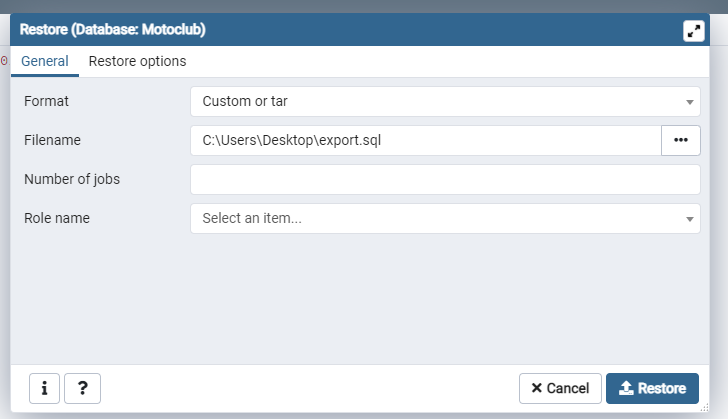 Restore (Database: Motoclub)
General Restore options
Format Custom or tar
Filename C:\Users\Desktop\export.sql •••
Number of jobs
Role name Select an item...
i ? Cancel Restore